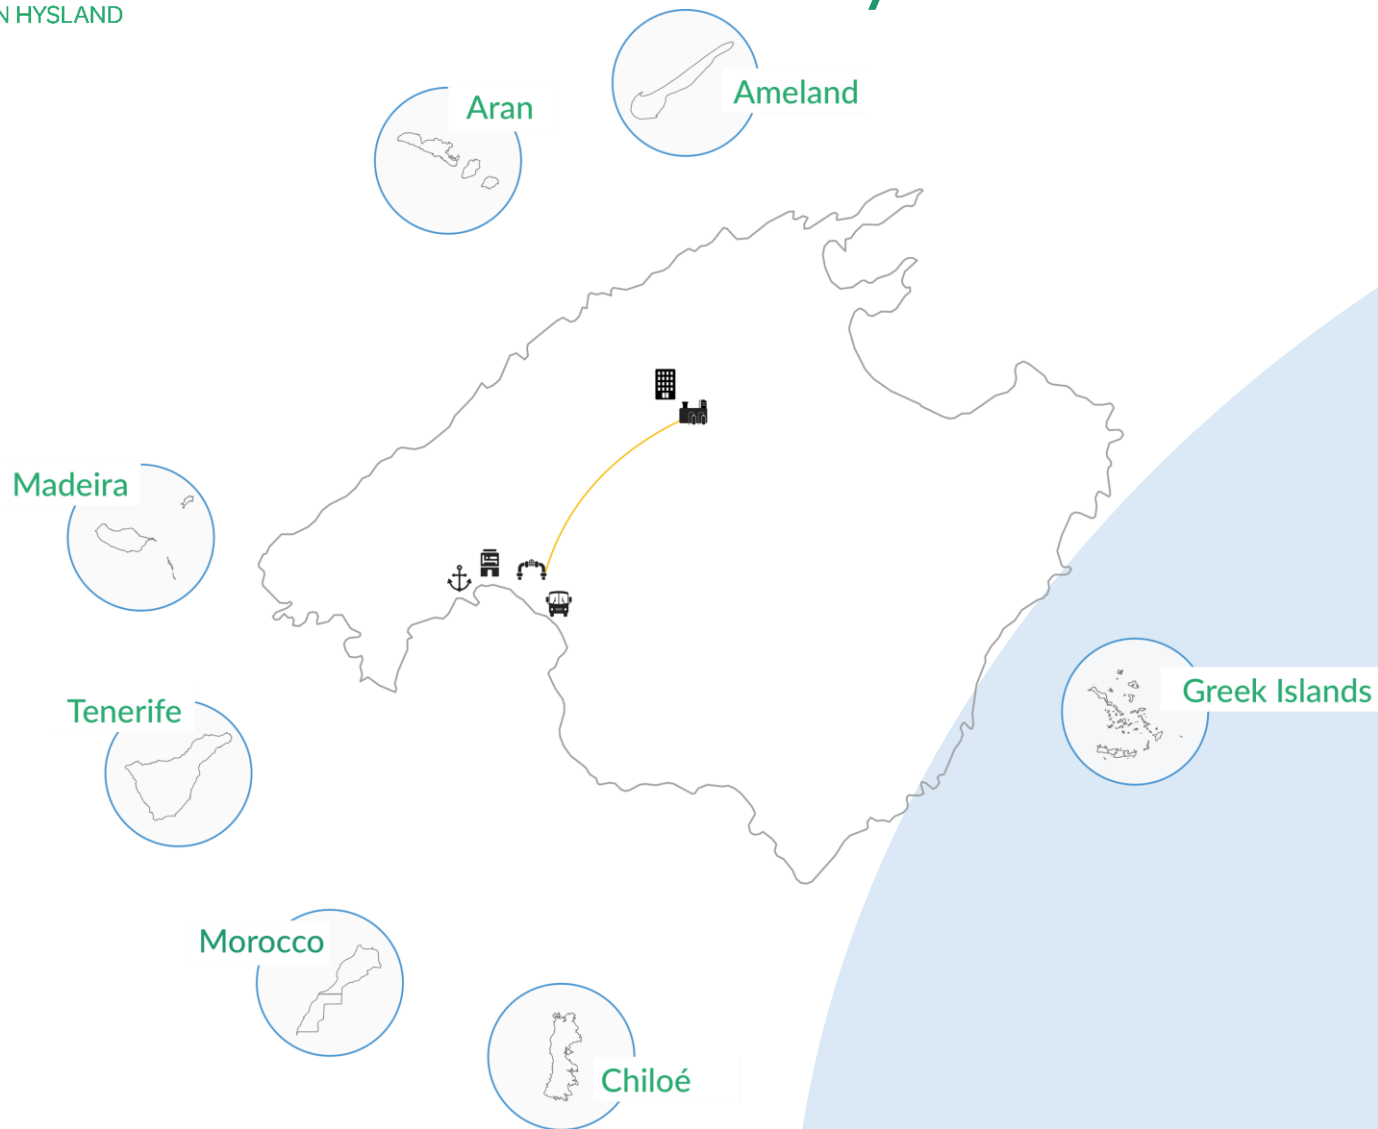 N HYSLAND
Ameland
Aran
Madeira
Greek Islands
Tenerife
Morocco
Chiloé